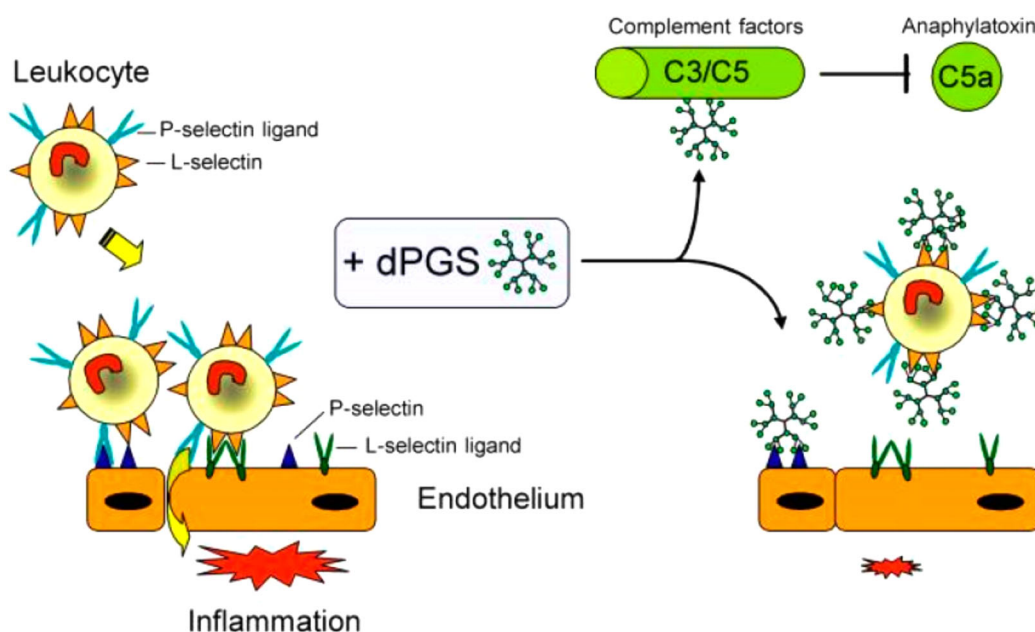 Complement factors
Anaphylatoxin
C3/C5
C5a
Leukocyte
P-selectin ligand
L-selectin
+ dPGS
P-selectin
L-selectin ligand
Endothelium
Inflammation